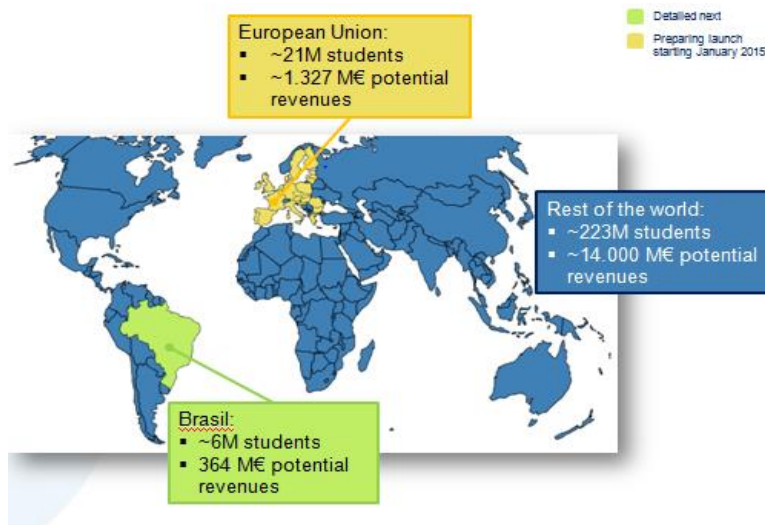 Detailed next
Preparing launch
starting January 2015
European Union:
▪ ~21M students
▪ ~1.327 M€ potential
revenues
Rest of the world:
▪ ~223M students
▪ ~14.000 M€ potential
revenues
Brasil:
▪ ~6M students
▪ 364 M€ potential
revenues